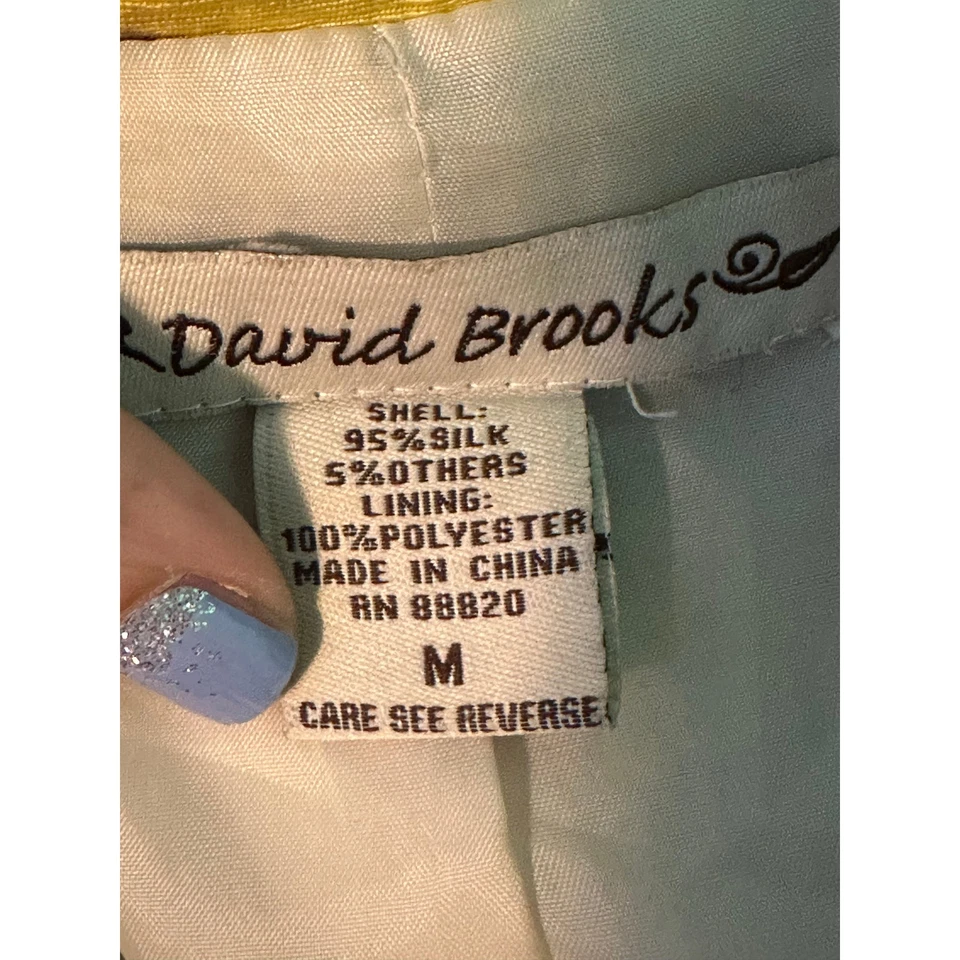 David Brooks
SHELL:
95%SILK
5%OTHERS
LINING:
100%POLYESTER
MADE IN CHINA
RN 88820
M
CARE SEE REVERSE